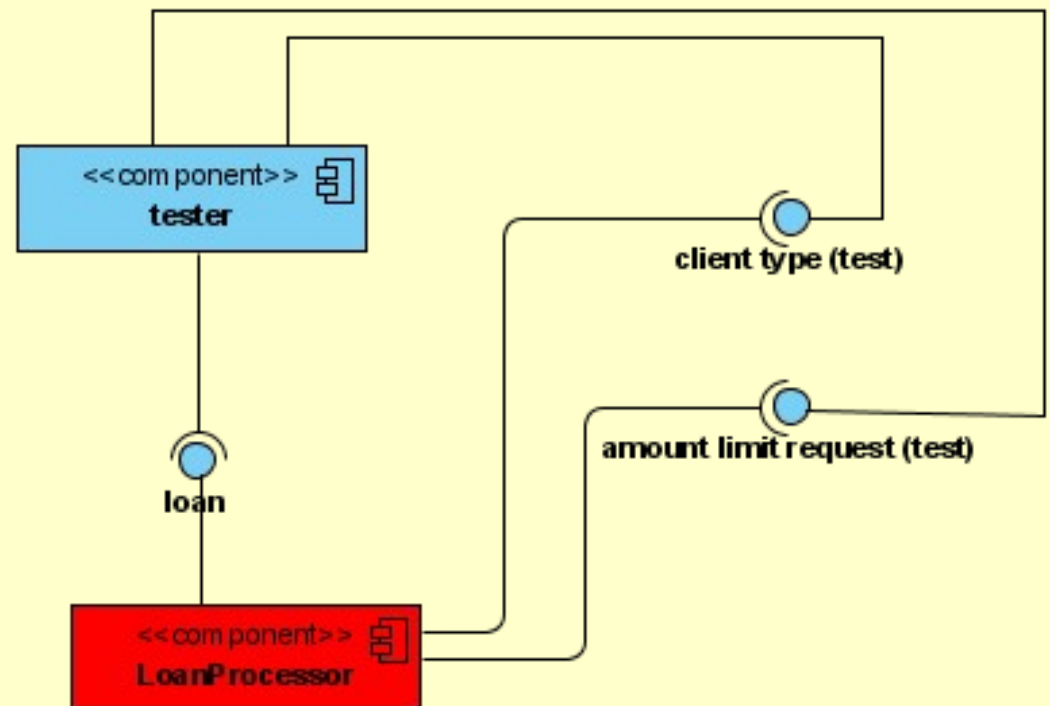 <<component>>
tester
client type (test)
amount limit request (test)
loan
<<component>>
LoanProcessor